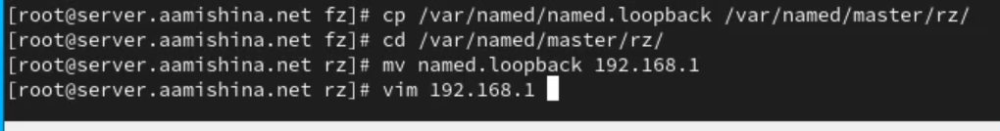 [root@server.aamishina.net fz]# cp /var/named/named.loopback /var/named/master/rz/
[root@server.aamishina.net fz]# cd /var/named/master/rz/
[root@server.aamishina.net rz]# mv named.loopback 192.168.1
[root@server.aamishina.net rz]# vim 192.168.1